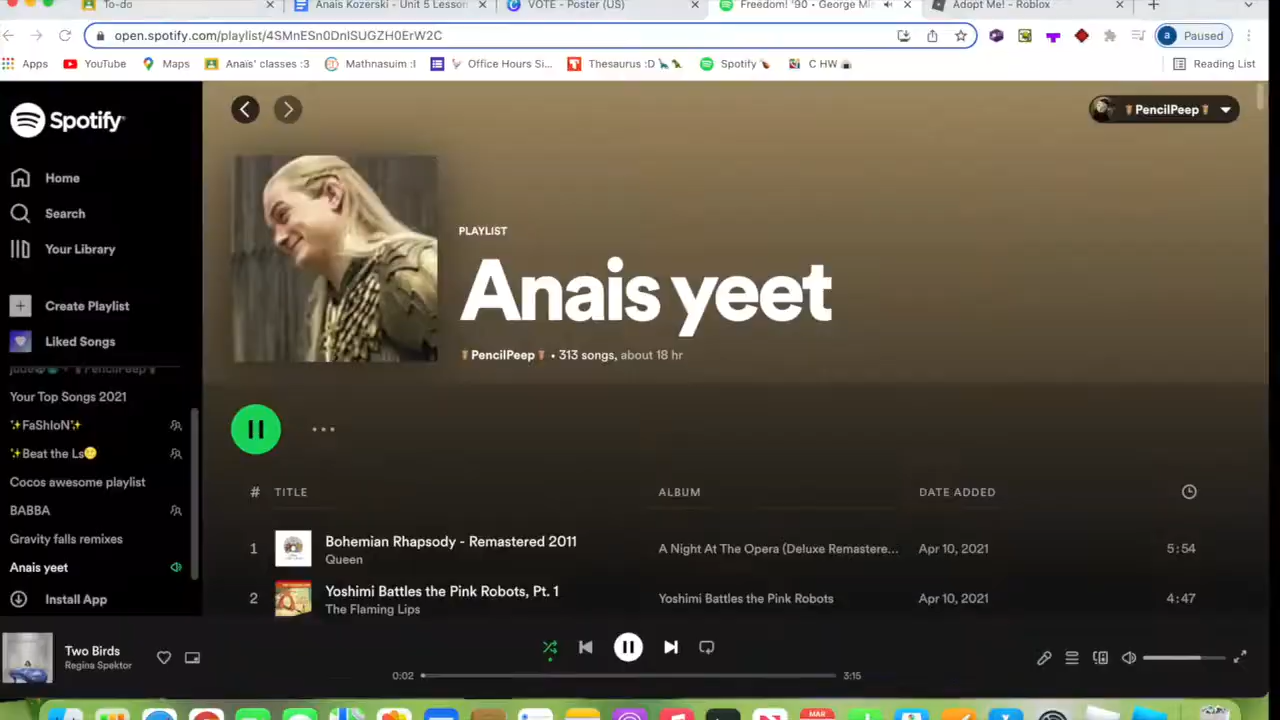 To-do
Anais Kozerski - Unit 5 Lesson
VOTE - Poster (US)
Freedom! '90 • George Mi
Adopt Me! - Roblox
open.spotify.com/playlist/4SMnESn0DnISUGZH0ErW2C
a Paused
Apps
YouTube
Maps
Anaïs' classes :3
Mathnasuim :l
Office Hours Si...
Thesaurus :D
Spotify
C HW
Reading List
Spotify
PencilPeep
Home
Search
Your Library
Create Playlist
Liked Songs
Your Top Songs 2021
✨FaShIoN✨
✨Beat the Ls
Cocos awesome playlist
BABBA
Gravity falls remixes
Anais yeet
Install App
PLAYLIST
Anais yeet
PencilPeep • 313 songs, about 18 hr
# TITLE ALBUM DATE ADDED
1 Bohemian Rhapsody - Remastered 2011 A Night At The Opera (Deluxe Remastere... Apr 10, 2021 5:54
Queen
2 Yoshimi Battles the Pink Robots, Pt. 1 Yoshimi Battles the Pink Robots Apr 10, 2021 4:47
The Flaming Lips
Two Birds
Regina Spektor
0:02 3:15
MAR